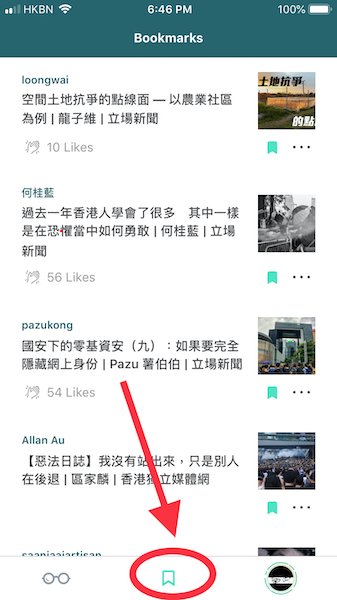 HKBN
6:46 PM
100%
Bookmarks
loongwai
空間土地抗爭的點線面 — 以農業社區
為例 | 龍子維 | 立場新聞
土地抗爭
的點
10 Likes
何桂藍
過去一年香港人學會了很多　其中一樣
是在恐懼當中如何勇敢 | 何桂藍 | 立場
新聞
56 Likes
pazukong
國安下的零基資安（九）：如果要完全
隱藏網上身份 | Pazu 薯伯伯 | 立場新聞
54 Likes
Allan Au
【惡法日誌】我沒有站出來，只是別人
在後退 | 區家麟 | 香港獨立媒體網